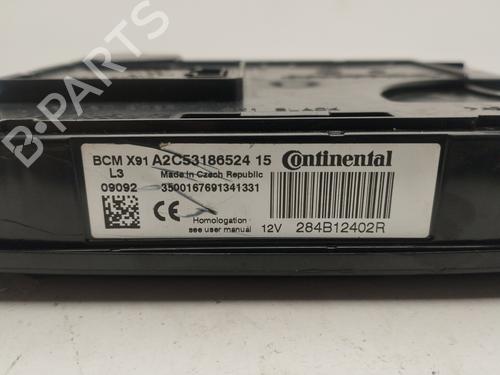 B-PARTS
BCM X91 A2C53186524 15 Continental
L3 Made in Czech Republic
09092 3500167691341331
CE Homologation
see user manual 12V 284B12402R